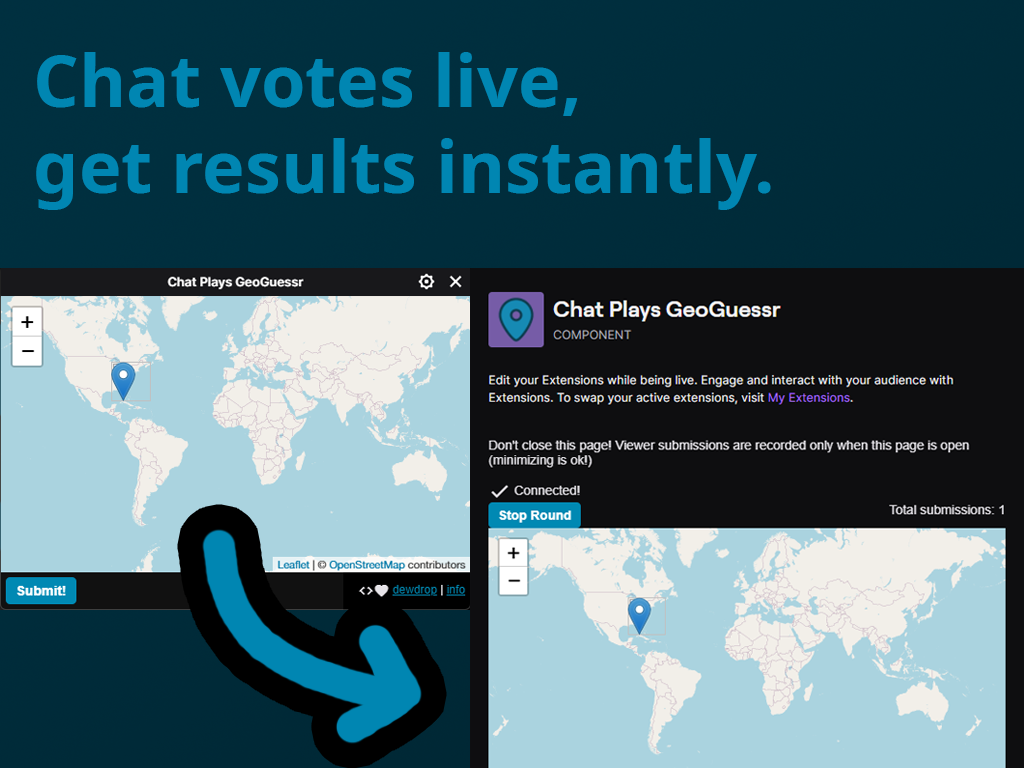 Chat votes live,
get results instantly.
Chat Plays GeoGuessr
+
−
Leaflet | © OpenStreetMap contributors
Submit!
<> dewdrop | info
Chat Plays GeoGuessr
COMPONENT
Edit your Extensions while being live. Engage and interact with your audience with
Extensions. To swap your active extensions, visit My Extensions.
Don't close this page! Viewer submissions are recorded only when this page is open
(minimizing is ok!)
Connected!
Stop Round
Total submissions: 1
+
−